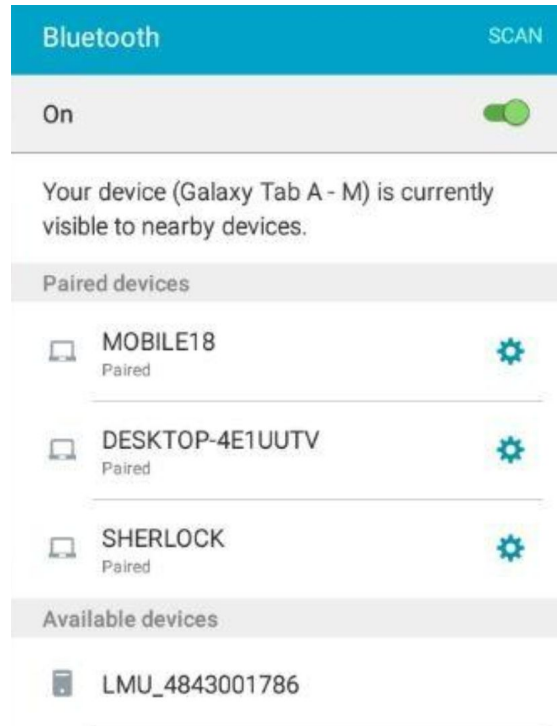 Bluetooth SCAN
On
Your device (Galaxy Tab A - M) is currently
visible to nearby devices.
Paired devices
MOBILE18
Paired
DESKTOP-4E1UUTV
Paired
SHERLOCK
Paired
Available devices
LMU_4843001786